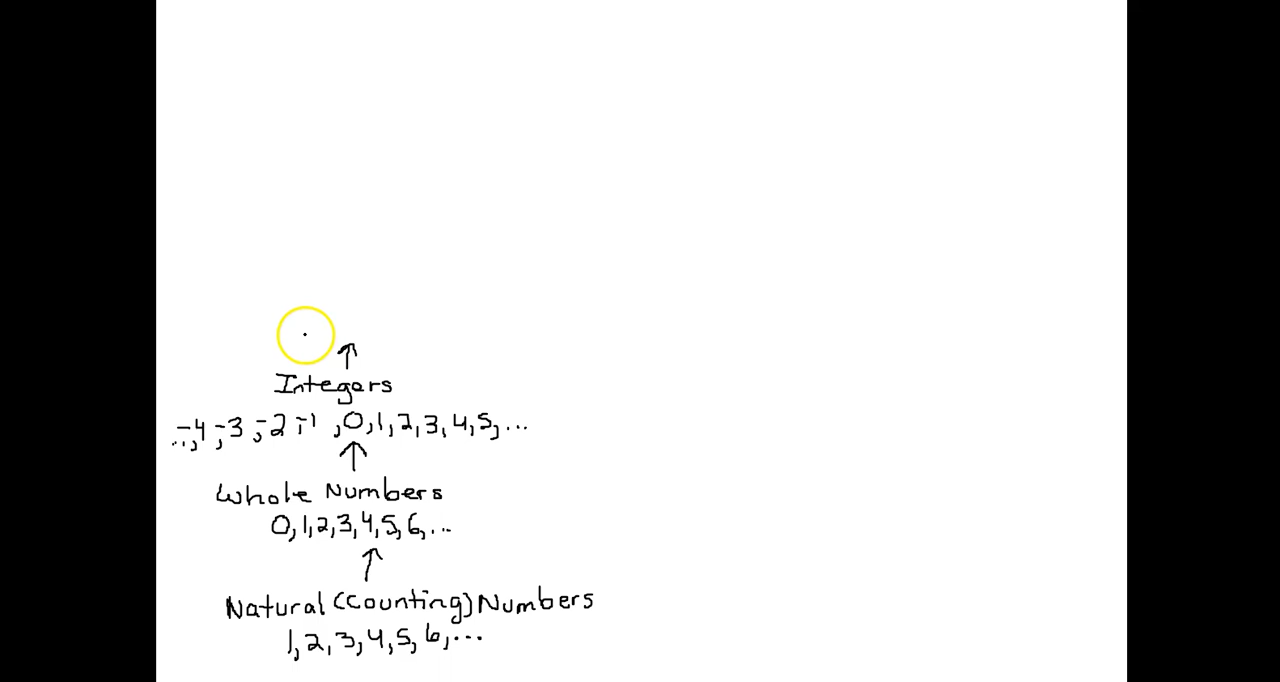 Integers
..., -4, -3, -2, -1, 0, 1, 2, 3, 4, 5, ...
Whole Numbers
0, 1, 2, 3, 4, 5, 6, ...
Natural (Counting) Numbers
1, 2, 3, 4, 5, 6, ...